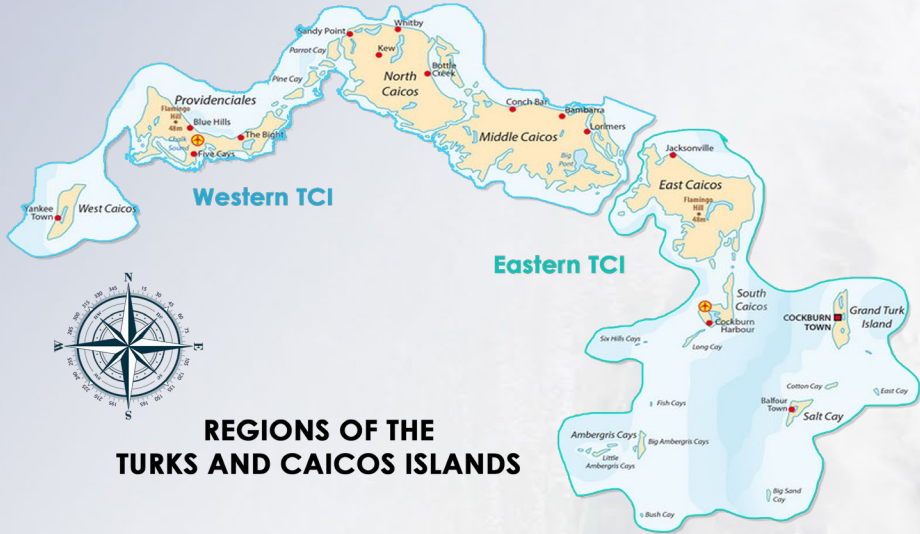 Sandy Point
Whitby
Parrot Cay
Kew
Bottle
Creek
Pine Cay
North
Caicos
Providenciales
Flamingo
Hill
48m
Blue Hills
The Bight
Chalk
Sound
Five Cays
Conch Bar
Bambarra
Lorimers
Middle Caicos
Big
Pont
Jacksonville
East Caicos
Flamingo
Hill
48m
Yankee
Town
West Caicos
Western TCI
Eastern TCI
South
Caicos
Cockburn
Harbour
Long Cay
Six Hills Cays
COCKBURN
TOWN
Grand Turk
Island
Cotton Cay
East Cay
Balfour
Town
Salt Cay
Fish Cays
Ambergris Cays
Big Ambergris Cays
Little
Ambergris Cays
Big Sand
Cay
Bush Cay
N
E
S
W
REGIONS OF THE
TURKS AND CAICOS ISLANDS